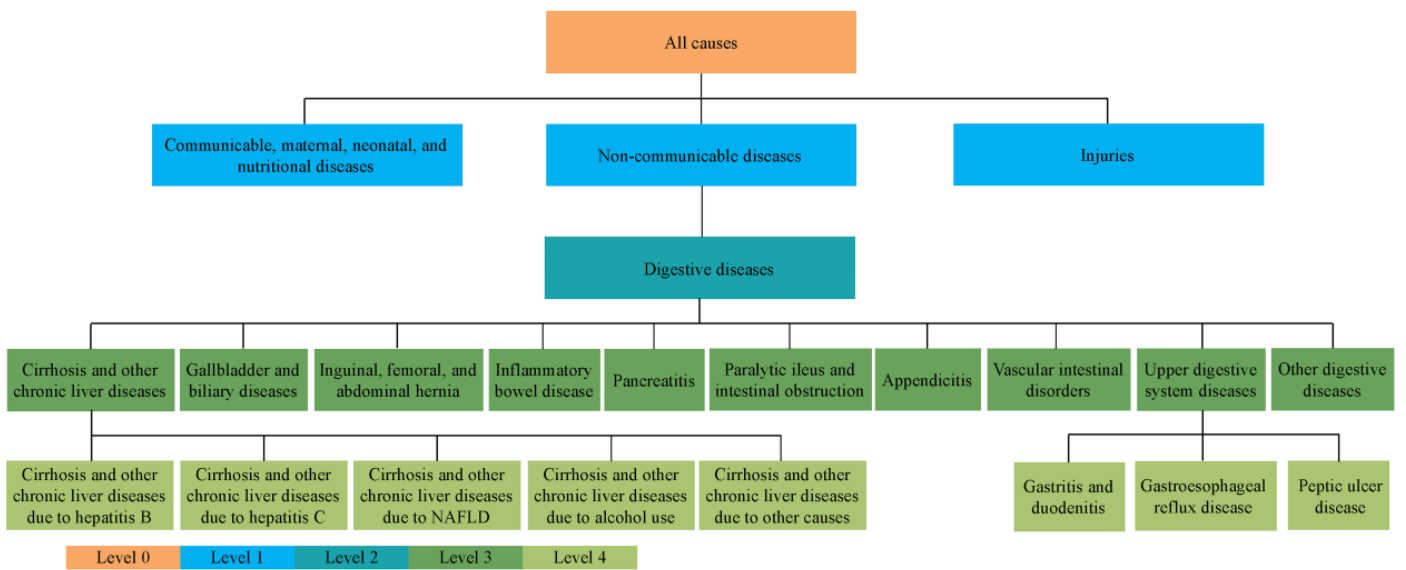 All causes
Communicable, maternal, neonatal, and
nutritional diseases
Non-communicable diseases
Injuries
Digestive diseases
Cirrhosis and other
chronic liver diseases
Gallbladder and
biliary diseases
Inguinal, femoral, and
abdominal hernia
Inflammatory
bowel disease
Pancreatitis
Paralytic ileus and
intestinal obstruction
Appendicitis
Vascular intestinal
disorders
Upper digestive
system diseases
Other digestive
diseases
Cirrhosis and other
chronic liver diseases
due to hepatitis B
Cirrhosis and other
chronic liver diseases
due to hepatitis C
Cirrhosis and other
chronic liver diseases
due to NAFLD
Cirrhosis and other
chronic liver diseases
due to alcohol use
Cirrhosis and other
chronic liver diseases
due to other causes
Gastritis and
duodenitis
Gastroesophageal
reflux disease
Peptic ulcer
disease
Level 0
Level 1
Level 2
Level 3
Level 4